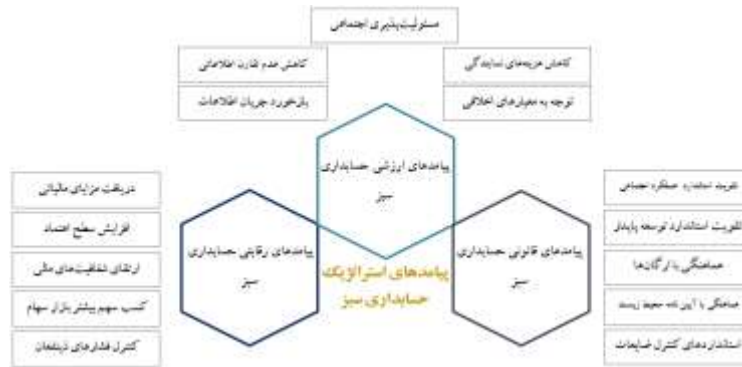 مسئولیت‌پذیری اجتماعی
کاهش عدم تقارن اطلاعاتی
کاهش هزینه‌های نمایندگی
بازخورد جریان اطلاعات
توجه به معیارهای اخلاقی
پیامدهای ارزشی حسابداری
سبز
دریافت مزایای مالیاتی
افزایش سطح اعتماد
ارتقای شفافیت‌های مالی
کسب سهم بیشتر بازار سهام
کنترل فشارهای ذینفعان
پیامدهای رقابتی حسابداری
سبز
پیامدهای استراتژیک
حسابداری سبز
پیامدهای قانونی حسابداری
سبز
تقویت استاندارد عملکرد اجتماعی
تقویت استاندارد توسعه پایدار
هماهنگی با ارگان‌ها
هماهنگی با آیین نامه محیط زیست
استانداردهای کنترل ضایعات